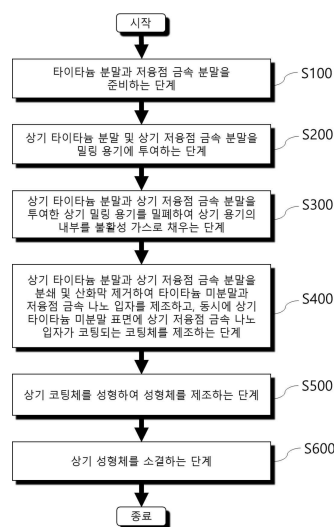 시작
타이타늄 분말과 저융점 금속 분말을
준비하는 단계
S100
상기 타이타늄 분말 및 상기 저융점 금속 분말을
밀링 용기에 투여하는 단계
S200
상기 타이타늄 분말과 상기 저융점 금속 분말을
투여한 상기 밀링 용기를 밀폐하여 상기 용기의
내부를 불활성 가스로 채우는 단계
S300
상기 타이타늄 분말과 상기 저융점 금속 분말을
분쇄 및 산화막 제거하여 타이타늄 미분말과
저융점 금속 나노 입자를 제조하고, 동시에 상기
타이타늄 미분말 표면에 상기 저융점 금속 나노
입자가 코팅되는 코팅체를 제조하는 단계
S400
상기 코팅체를 성형하여 성형체를 제조하는 단계
S500
상기 성형체를 소결하는 단계
S600
종료